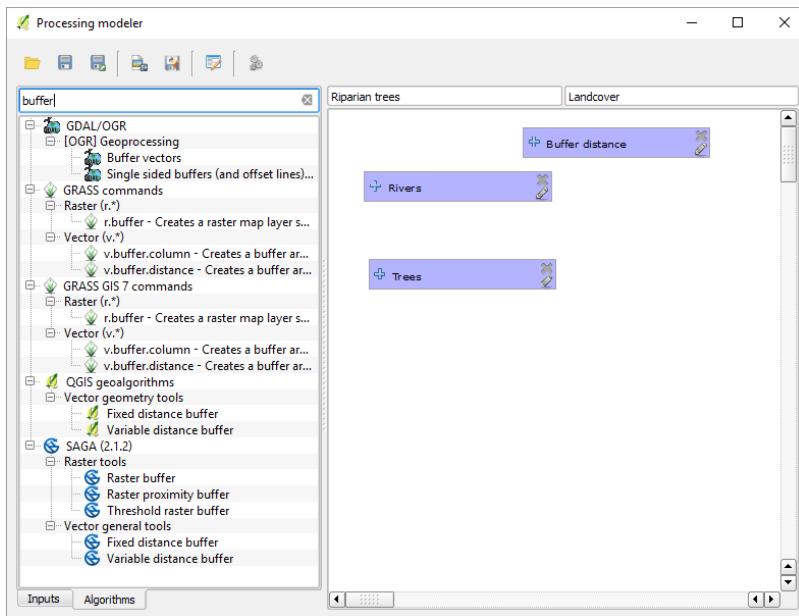 Processing modeler
buffer
Riparian trees
Landcover
GDAL/OGR
[OGR] Geoprocessing
Buffer vectors
Single sided buffers (and offset lines)...
GRASS commands
Raster (r.*)
r.buffer - Creates a raster map layer s...
Vector (v.*)
v.buffer.column - Creates a buffer ar...
v.buffer.distance - Creates a buffer ar...
GRASS GIS 7 commands
Raster (r.*)
r.buffer - Creates a raster map layer s...
Vector (v.*)
v.buffer.column - Creates a buffer ar...
v.buffer.distance - Creates a buffer ar...
QGIS geoalgorithms
Vector geometry tools
Fixed distance buffer
Variable distance buffer
SAGA (2.1.2)
Raster tools
Raster buffer
Raster proximity buffer
Threshold raster buffer
Vector general tools
Fixed distance buffer
Variable distance buffer
Inputs
Algorithms
Buffer distance
Rivers
Trees